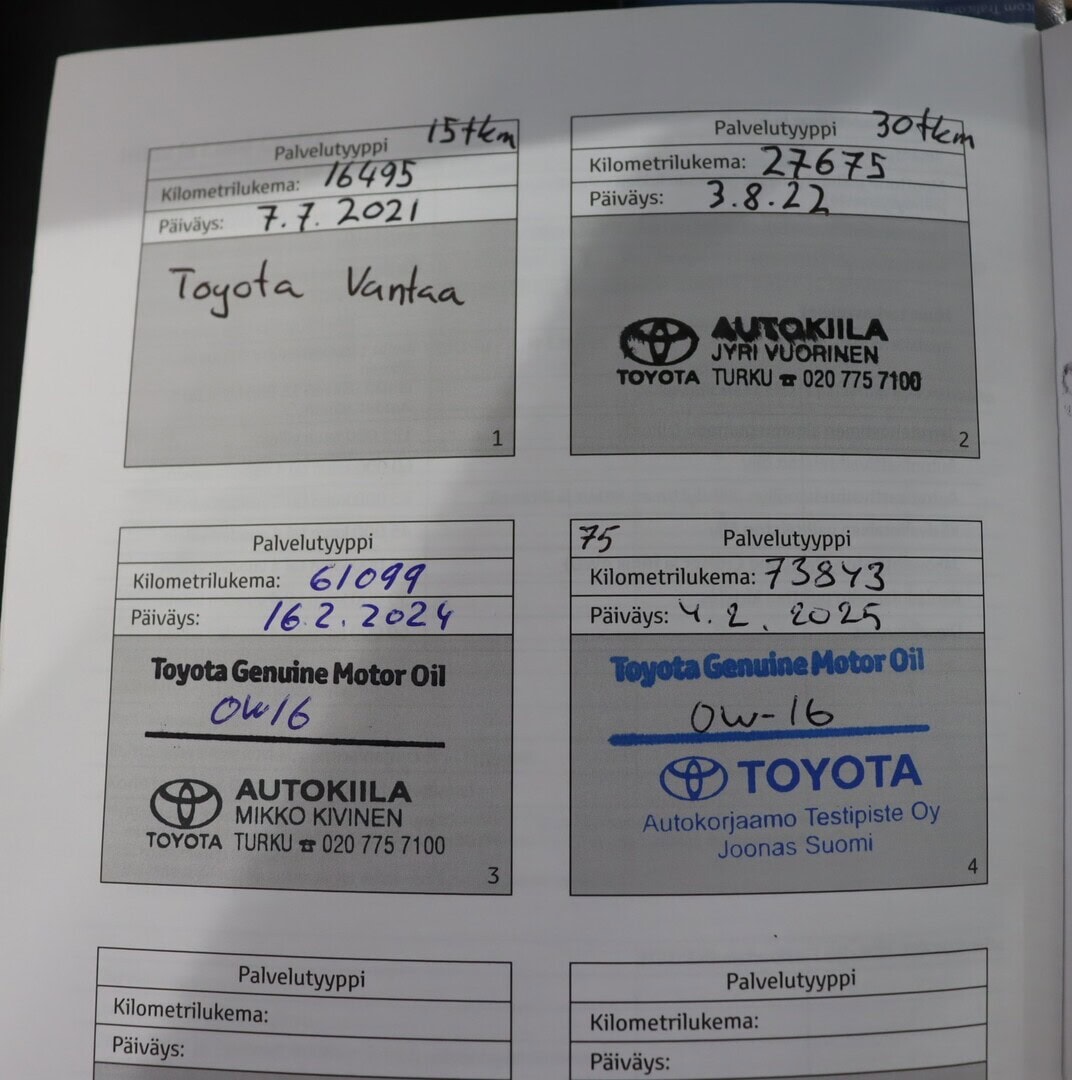 Palvelutyyppi 15tkm
Kilometrilukema: 16495
Päiväys: 7.7.2021
Toyota Vantaa
1
Palvelutyyppi 30tkm
Kilometrilukema: 27675
Päiväys: 3.8.22
AUTOKIILA
JYRI VUORINEN
TOYOTA TURKU ☎ 020 775 7100
2
Palvelutyyppi
Kilometrilukema: 61099
Päiväys: 16.2.2024
Toyota Genuine Motor Oil
0W16
AUTOKIILA
MIKKO KIVINEN
TOYOTA TURKU ☎ 020 775 7100
3
75 Palvelutyyppi
Kilometrilukema: 73843
Päiväys: 4.2.2025
Toyota Genuine Motor Oil
0W-16
TOYOTA
Autokorjaamo Testipiste Oy
Joonas Suomi
4
Palvelutyyppi
Kilometrilukema:
Päiväys:
Palvelutyyppi
Kilometrilukema:
Päiväys: